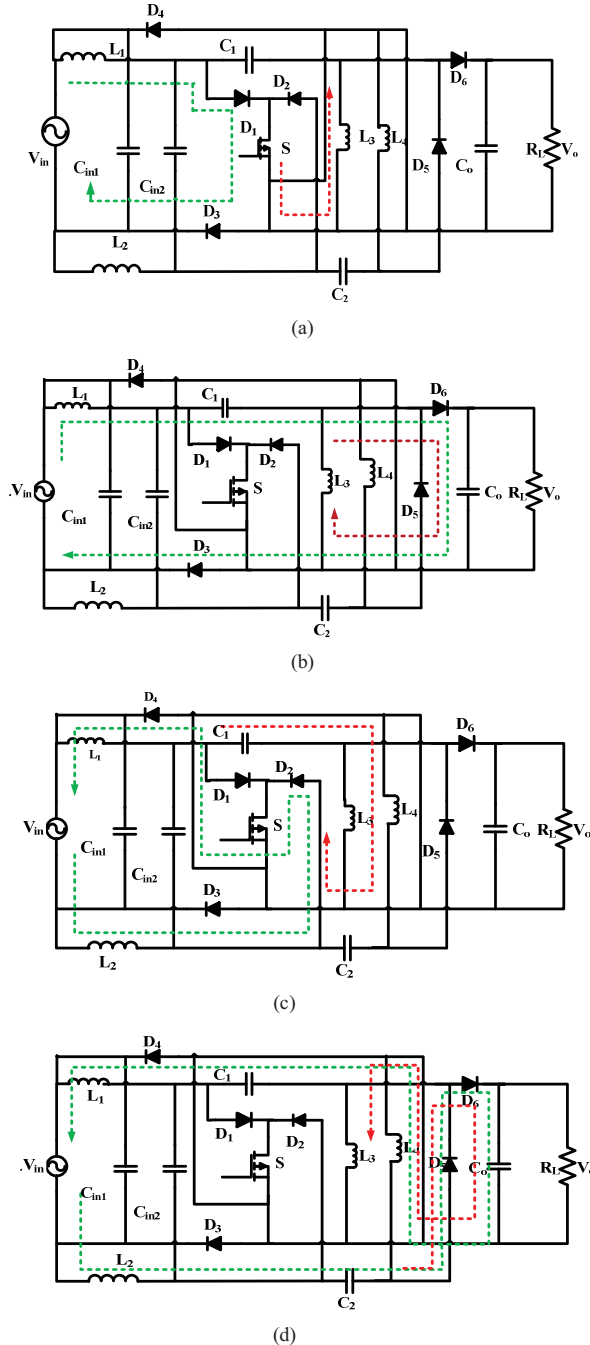 D4
L1
C1
D6
D2
D1
S
L3
L4
Vin
Cin1
Cin2
D5
Co
RL
Vo
D3
L2
C2
(a)
D4
L1
C1
D6
D1
D2
S
L3
L4
.Vin
Cin1
Cin2
D5
Co
RL
Vo
D3
L2
C2
(b)
D4
L1
C1
D6
D2
D1
S
L3
L4
Vin
Cin1
Cin2
D5
Co
RL
Vo
D3
L2
C2
(c)
D4
L1
C1
D6
D1
D2
S
L3
L4
.Vin
Cin1
Cin2
D5
Co
RL
Vo
D3
L2
C2
(d)